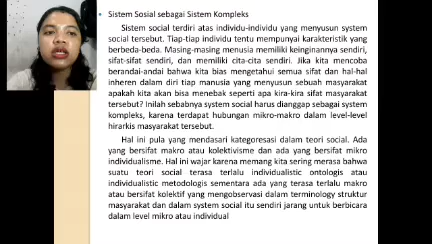 Sistem Sosial sebagai Sistem Kompleks
Sistem social terdiri atas individu-individu yang menyusun system
social tersebut. Tiap-tiap individu tentu mempunyai karakteristik yang
berbeda-beda. Masing-masing menusia memiliki keinginannya sendiri,
sifat-sifat sendiri, dan memiliki cita-cita sendiri. Jika kita mencoba
berandai-andai bahwa kita bias mengetahui semua sifat dan hal-hal
inheren dalam diri tiap manusia yang menyusun sebuah masyarakat
apakah kita akan bisa menebak seperti apa kira-kira sifat masyarakat
tersebut? Inilah sebabnya system social harus dianggap sebagai system
kompleks, karena terdapat hubungan mikro-makro dalam level-level
hirarkis masyarakat tersebut.
Hal ini pula yang mendasari kategoresasi dalam teori social. Ada
yang bersifat makro atau kolektivisme dan ada yang bersifat mikro
individualisme. Hal ini wajar karena memang kita sering merasa bahwa
suatu teori social terasa terlalu individualistic ontologis atau
individualistic metodologis sementara ada yang terasa terlalu makro
atau bersifat kolektif yang mengobservasi dalam terminology struktur
masyarakat dan dalam system social itu sendiri jarang untuk berbicara
dalam level mikro atau individual